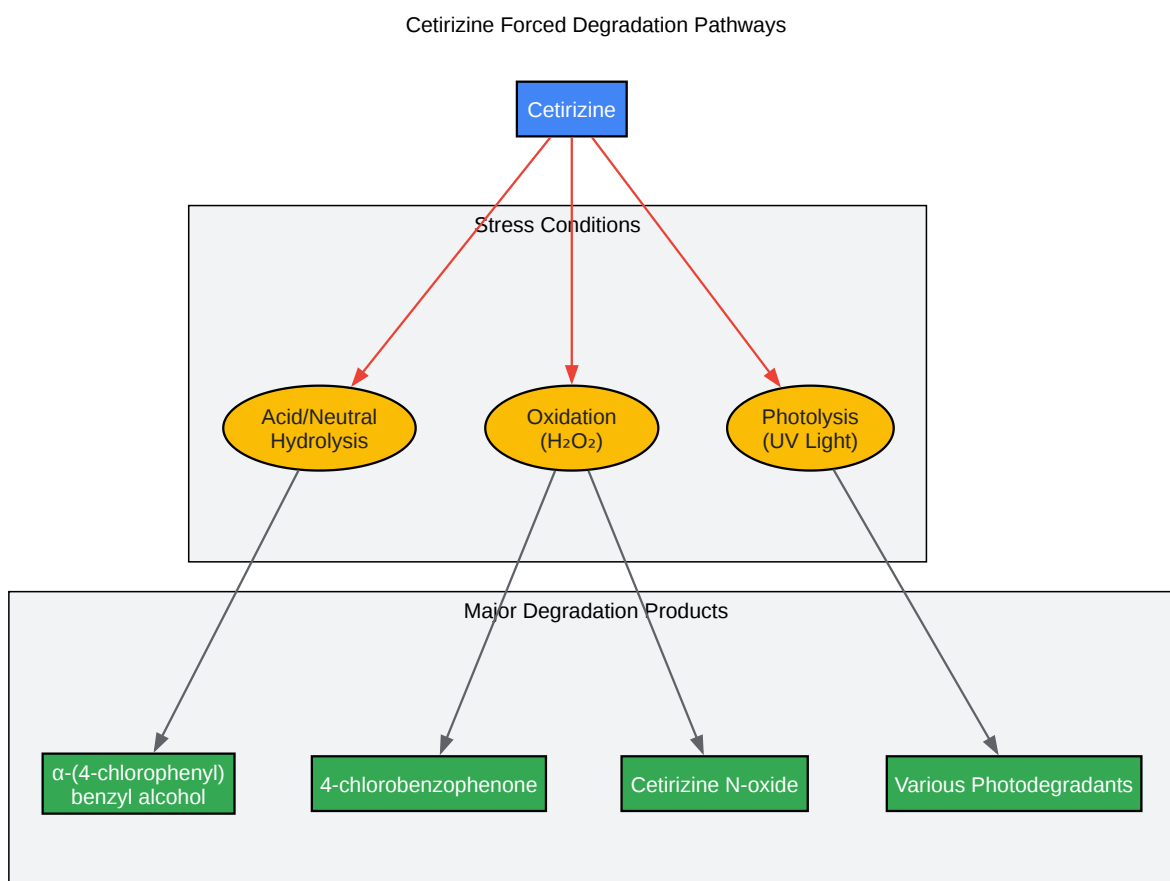 Cetirizine Forced Degradation Pathways
Cetirizine
Stress Conditions
Acid/Neutral
Hydrolysis
Oxidation
(H₂O₂)
Photolysis
(UV Light)
Major Degradation Products
α-(4-chlorophenyl)
benzyl alcohol
4-chlorobenzophenone
Cetirizine N-oxide
Various Photodegradants